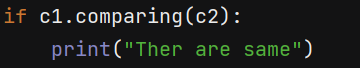 if c1.comparing(c2):
    print("Ther are same")